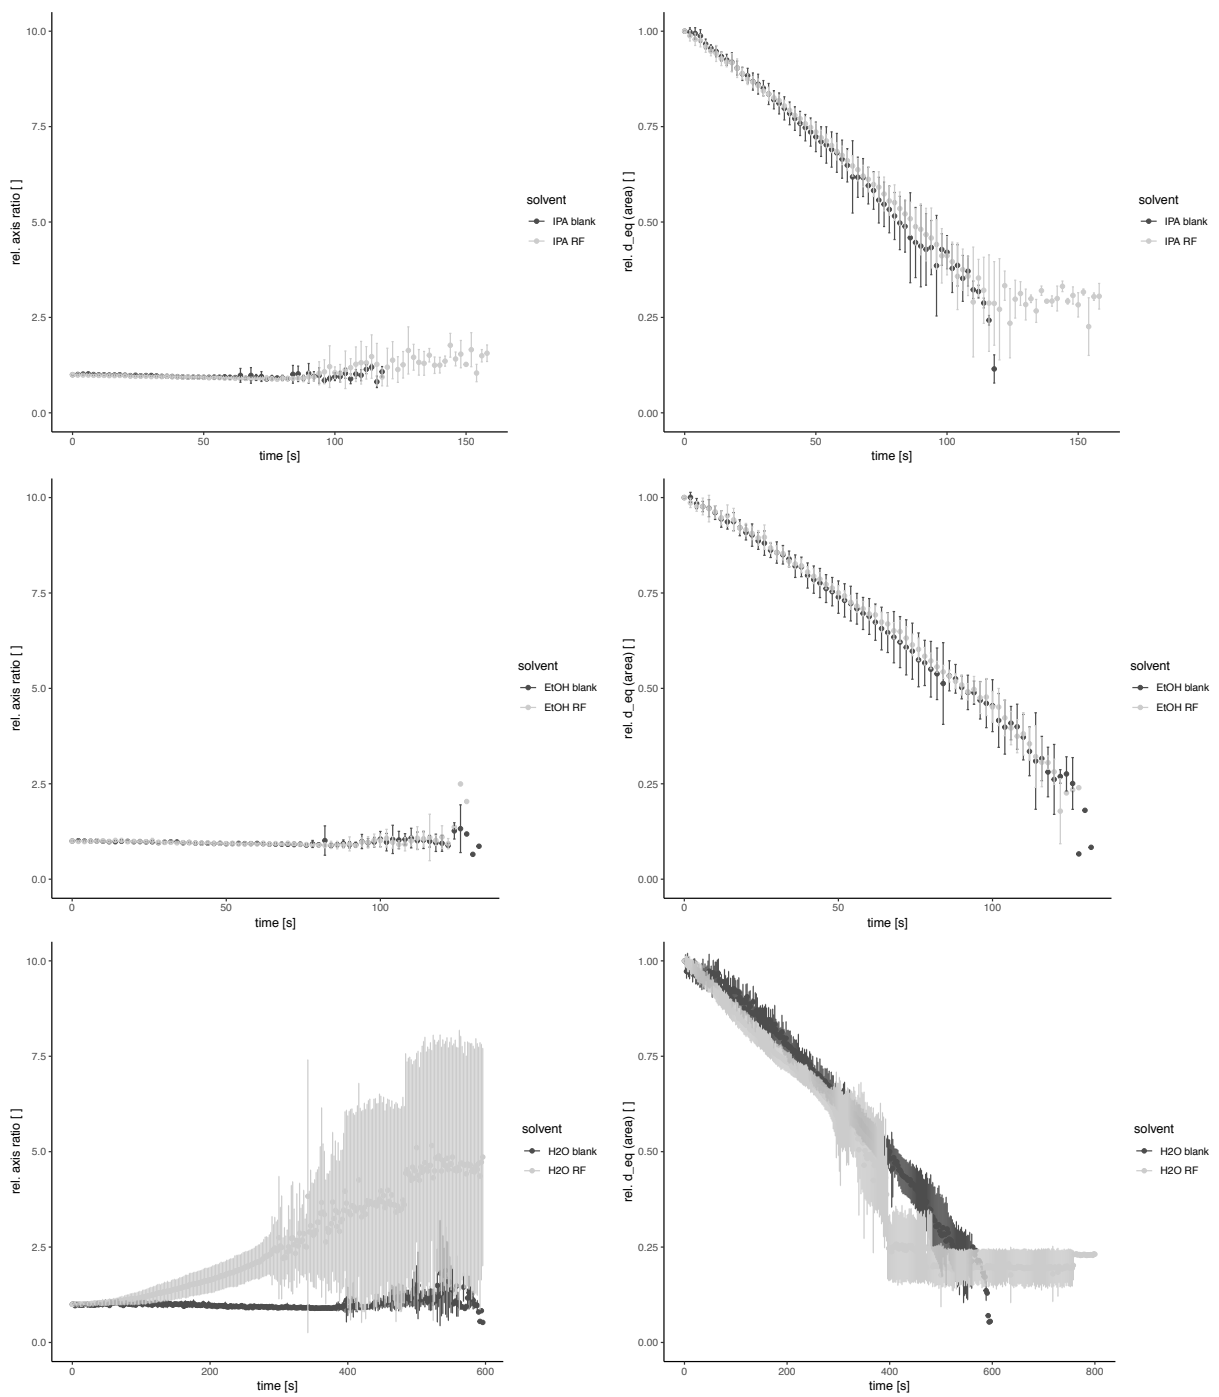 10.0
7.5
5.0
2.5
0.0
rel. axis ratio [ ]
0
50
100
150
time [s]
solvent
IPA blank
IPA RF
1.00
0.75
0.50
0.25
0.00
rel. d_eq (area) [ ]
0
50
100
150
time [s]
solvent
IPA blank
IPA RF
10.0
7.5
5.0
2.5
0.0
rel. axis ratio [ ]
0
50
100
time [s]
solvent
EtOH blank
EtOH RF
1.00
0.75
0.50
0.25
0.00
rel. d_eq (area) [ ]
0
50
100
time [s]
solvent
EtOH blank
EtOH RF
10.0
7.5
5.0
2.5
0.0
rel. axis ratio [ ]
0
200
400
600
time [s]
solvent
H2O blank
H2O RF
1.00
0.75
0.50
0.25
0.00
rel. d_eq (area) [ ]
0
200
400
600
800
time [s]
solvent
H2O blank
H2O RF